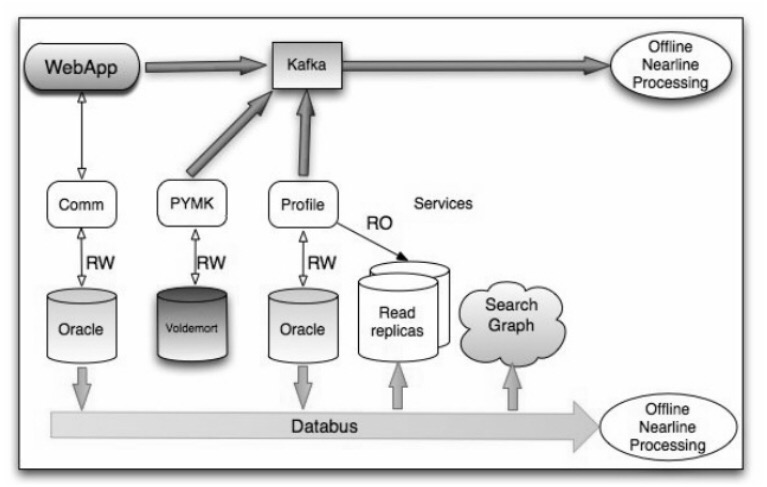 WebApp
Kafka
Offline
Nearline
Processing
Comm
PYMK
Profile
Services
RO
RW
RW
RW
Oracle
Voldemort
Oracle
Read
replicas
Search
Graph
Databus
Offline
Nearline
Processing